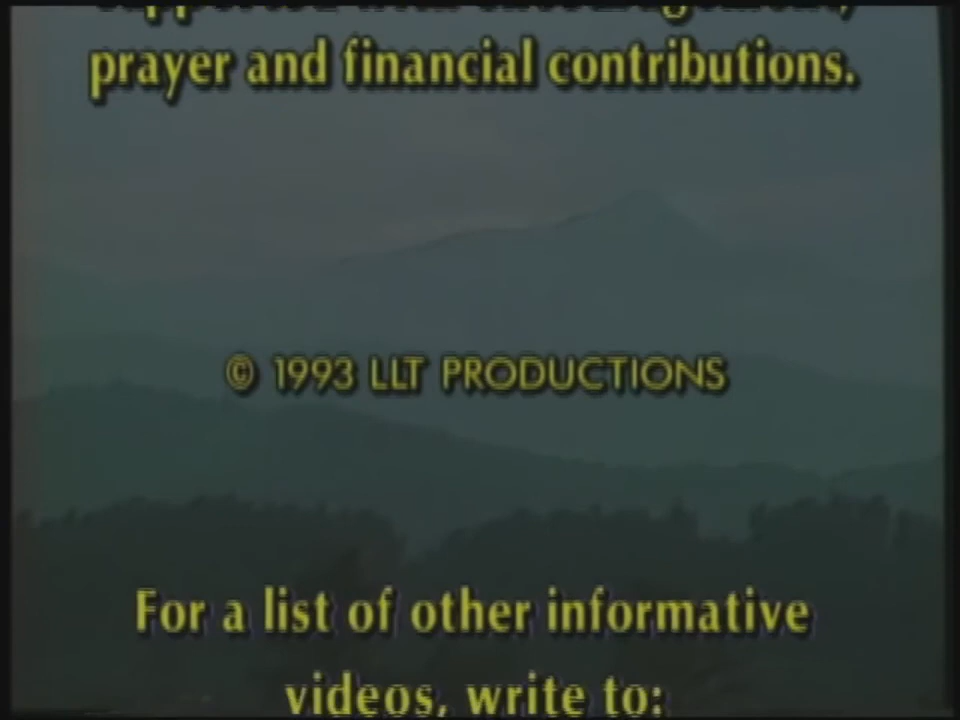 prayer and financial contributions.
© 1993 LLT PRODUCTIONS
For a list of other informative
videos, write to: